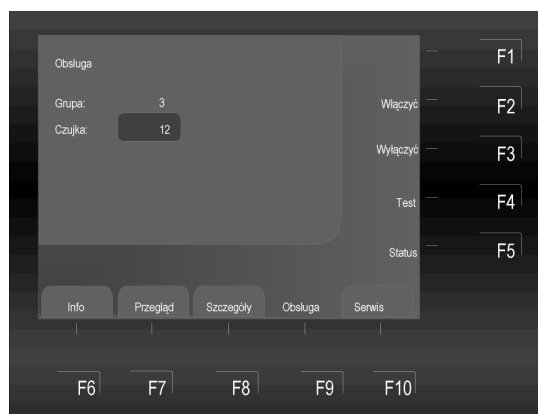 Obsługa
F1
Grupa: 3
Włączyć F2
Czujka: 12
Wyłączyć F3
Test F4
Status F5
Info Przegląd Szczegóły Obsługa Serwis
F6 F7 F8 F9 F10